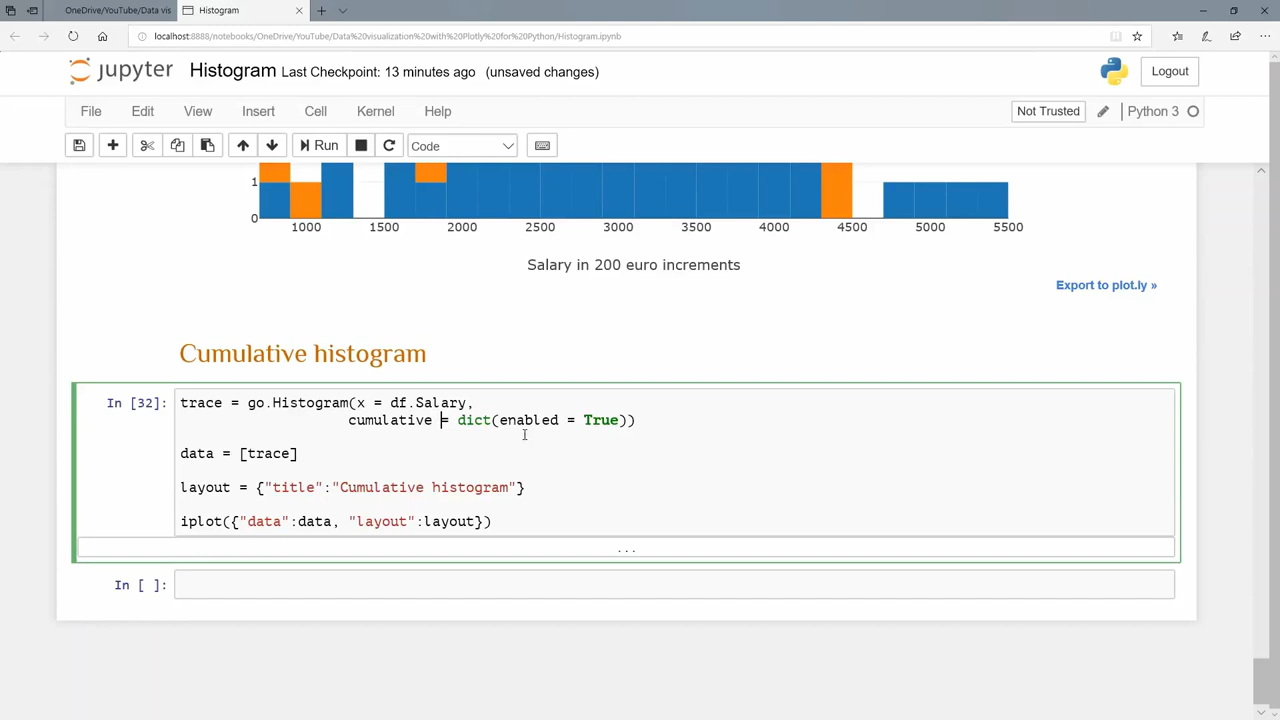 OneDrive/YouTube/Data vis
Histogram
localhost:8888/notebooks/OneDrive/YouTube/Data%20visualization%20with%20Plotly%20for%20Python/Histogram.ipynb
jupyter Histogram Last Checkpoint: 13 minutes ago (unsaved changes)
Logout
File Edit View Insert Cell Kernel Help
Not Trusted
Python 3
Run
Code
1
0
1000 1500 2000 2500 3000 3500 4000 4500 5000 5500
Salary in 200 euro increments
Export to plot.ly »
Cumulative histogram
In [32]: trace = go.Histogram(x = df.Salary,
cumulative = dict(enabled = True))
data = [trace]
layout = {"title":"Cumulative histogram"}
iplot({"data":data, "layout":layout})
...
In [ ]: